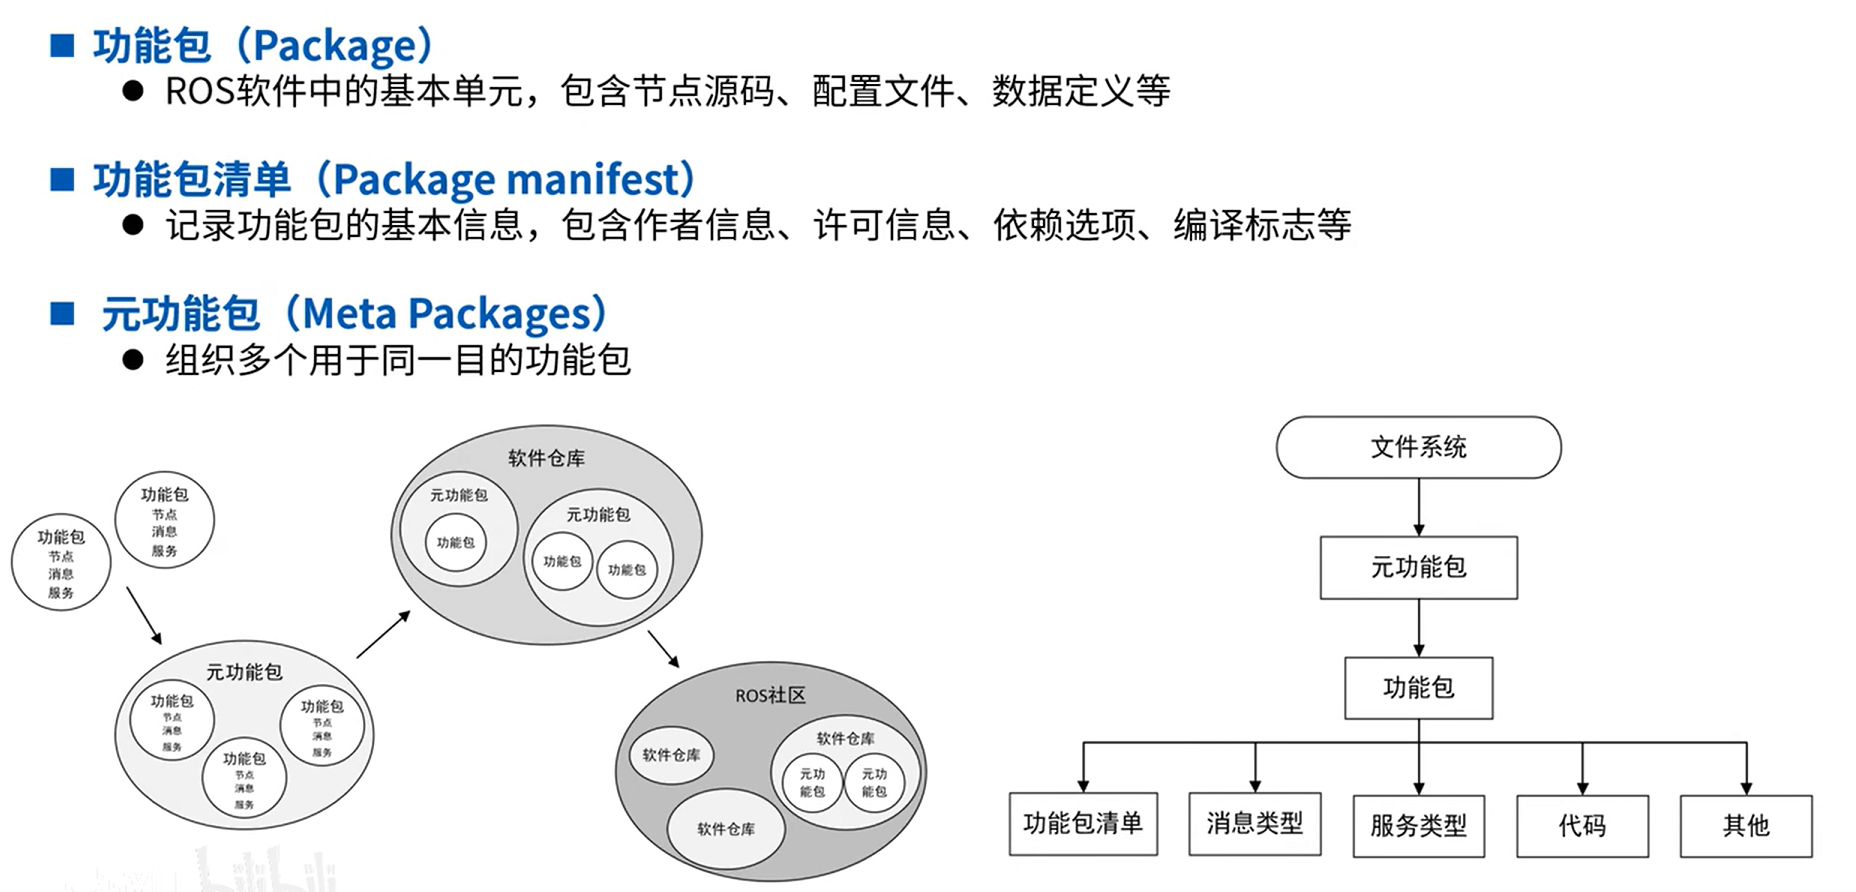 功能包（Package）
ROS软件中的基本单元，包含节点源码、配置文件、数据定义等
功能包清单（Package manifest）
记录功能包的基本信息，包含作者信息、许可信息、依赖选项、编译标志等
元功能包（Meta Packages）
组织多个用于同一目的功能包
功能包
节点
消息
服务
功能包
节点
消息
服务
元功能包
功能包
节点
消息
服务
功能包
节点
消息
服务
功能包
节点
消息
服务
软件仓库
元功能包
功能包
元功能包
功能包
功能包
ROS社区
软件仓库
软件仓库
元功
能包
元功
能包
软件仓库
文件系统
元功能包
功能包
功能包清单
消息类型
服务类型
代码
其他
bilibili